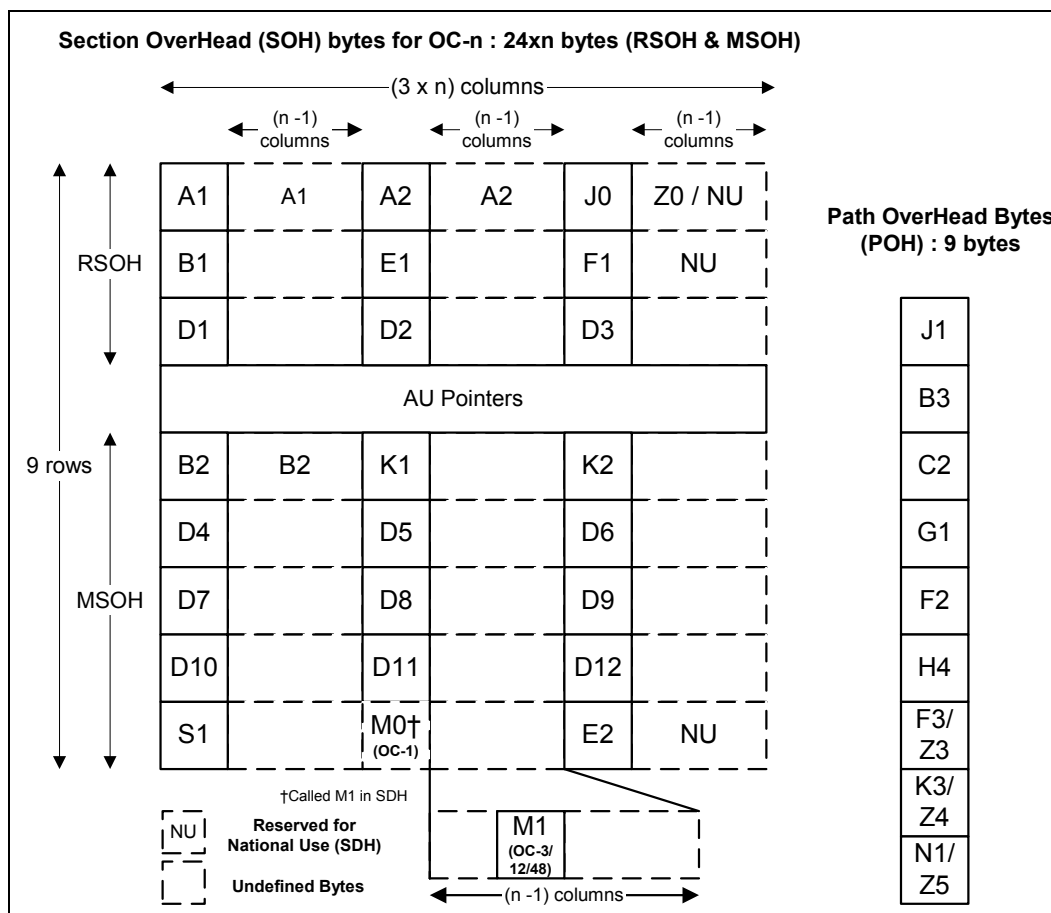 Section OverHead (SOH) bytes for OC-n : 24xn bytes (RSOH & MSOH)
(3 x n) columns
(n -1)
columns
(n -1)
columns
(n -1)
columns
A1 A1 A2 A2 J0 Z0 / NU
Path OverHead Bytes
(POH) : 9 bytes
RSOH
B1 E1 F1 NU
D1 D2 D3
J1
AU Pointers
B3
9 rows
B2 B2 K1 K2
C2
D4 D5 D6
G1
MSOH
D7 D8 D9
F2
D10 D11 D12
H4
S1 M0† E2 NU
(OC-1)
F3/
Z3
†Called M1 in SDH
K3/
Z4
NU
Reserved for
National Use (SDH)
M1
(OC-3/
12/48)
Undefined Bytes
(n -1) columns
N1/
Z5